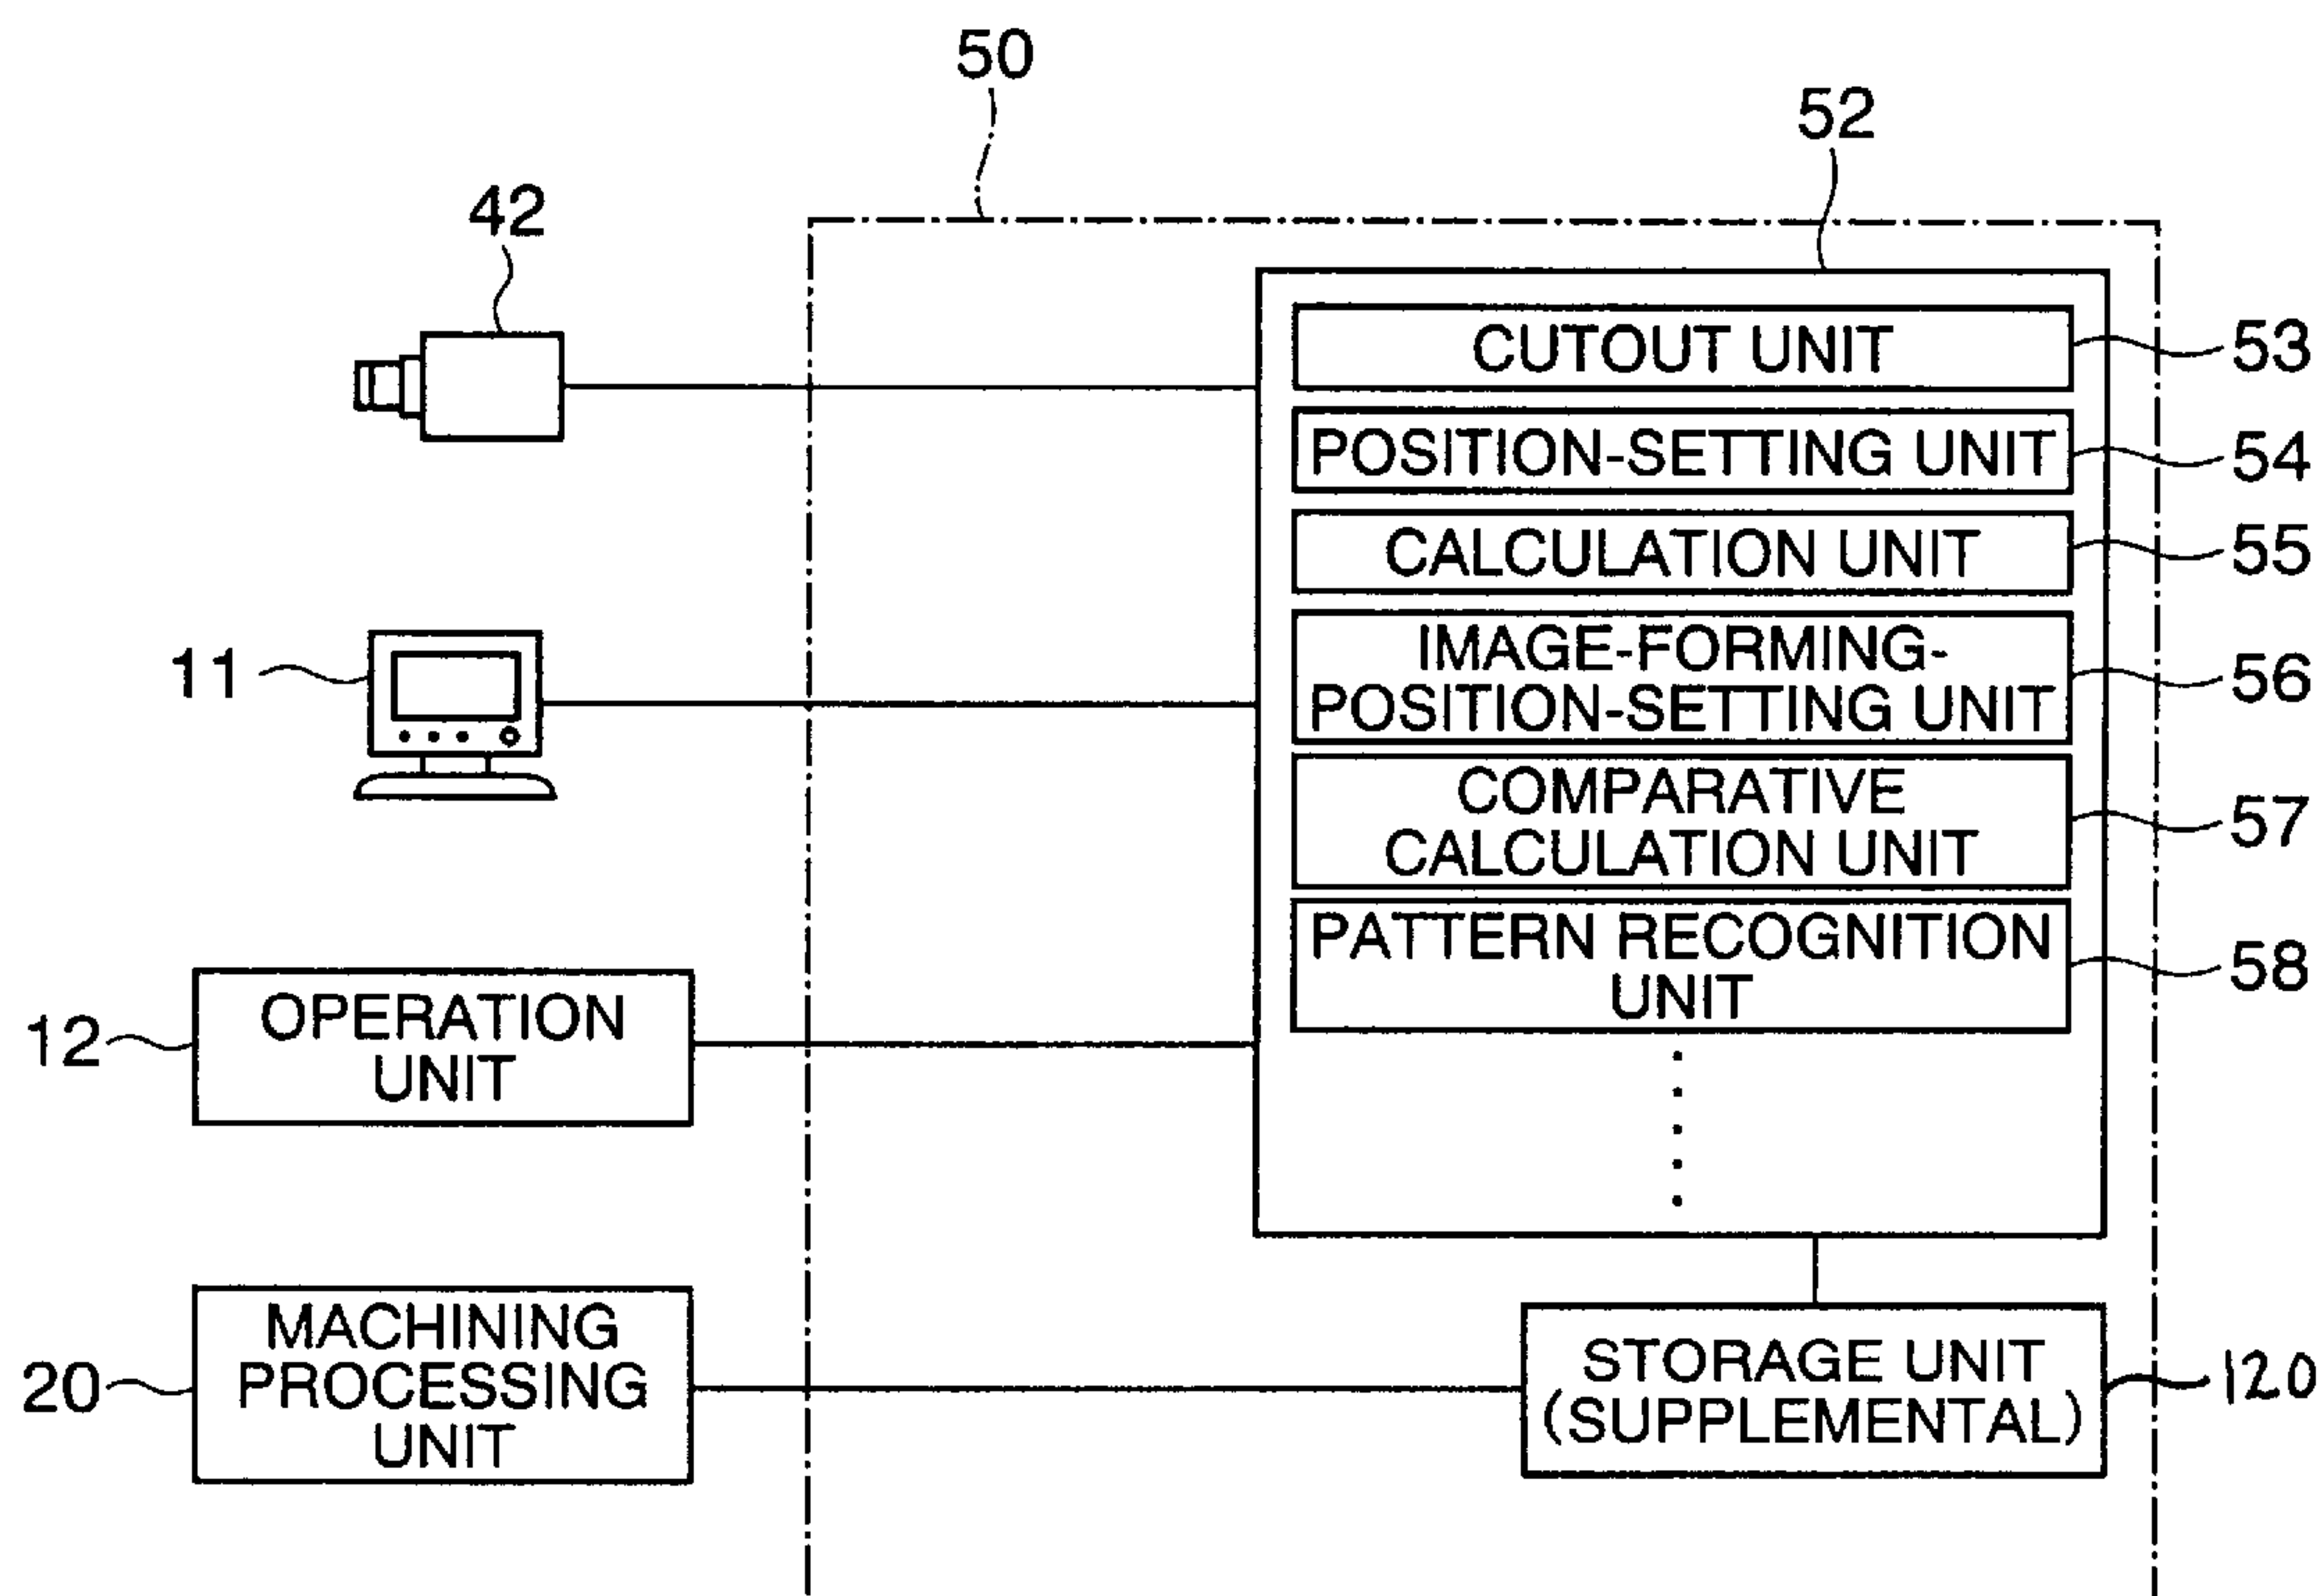 50
52
42
CUTOUT UNIT
53
POSITION-SETTING UNIT
54
CALCULATION UNIT
55
11
IMAGE-FORMING-
POSITION-SETTING UNIT
56
COMPARATIVE
CALCULATION UNIT
57
PATTERN RECOGNITION
UNIT
58
12
OPERATION
UNIT
20
MACHINING
PROCESSING
UNIT
STORAGE UNIT
(SUPPLEMENTAL)
120